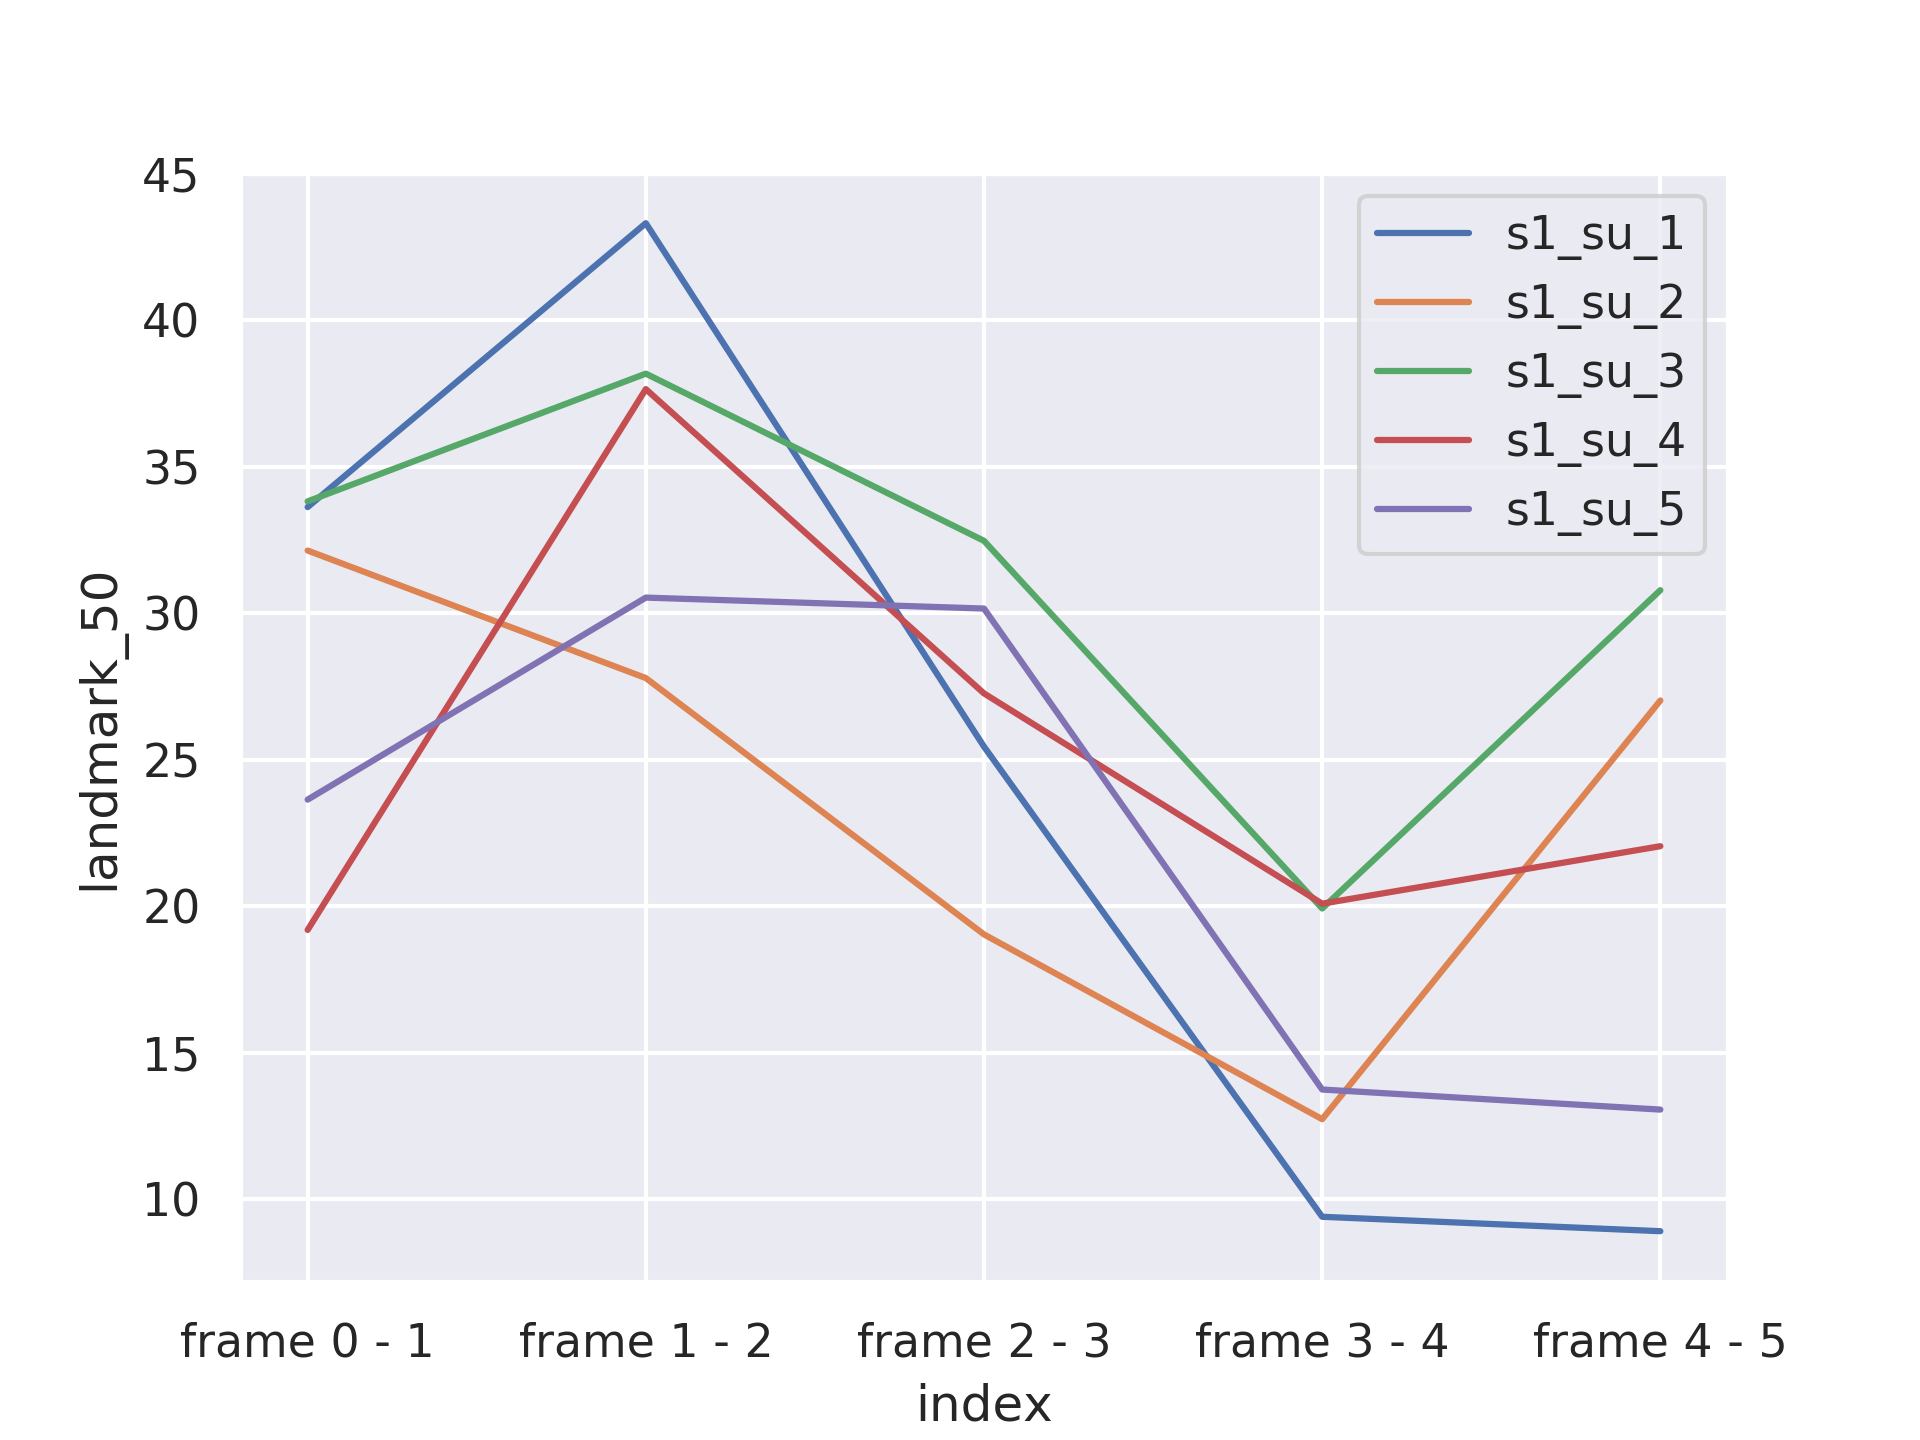 45
40
35
30
25
20
15
10
landmark_50
s1_su_1
s1_su_2
s1_su_3
s1_su_4
s1_su_5
frame 0 - 1 frame 1 - 2 frame 2 - 3 frame 3 - 4 frame 4 - 5
index